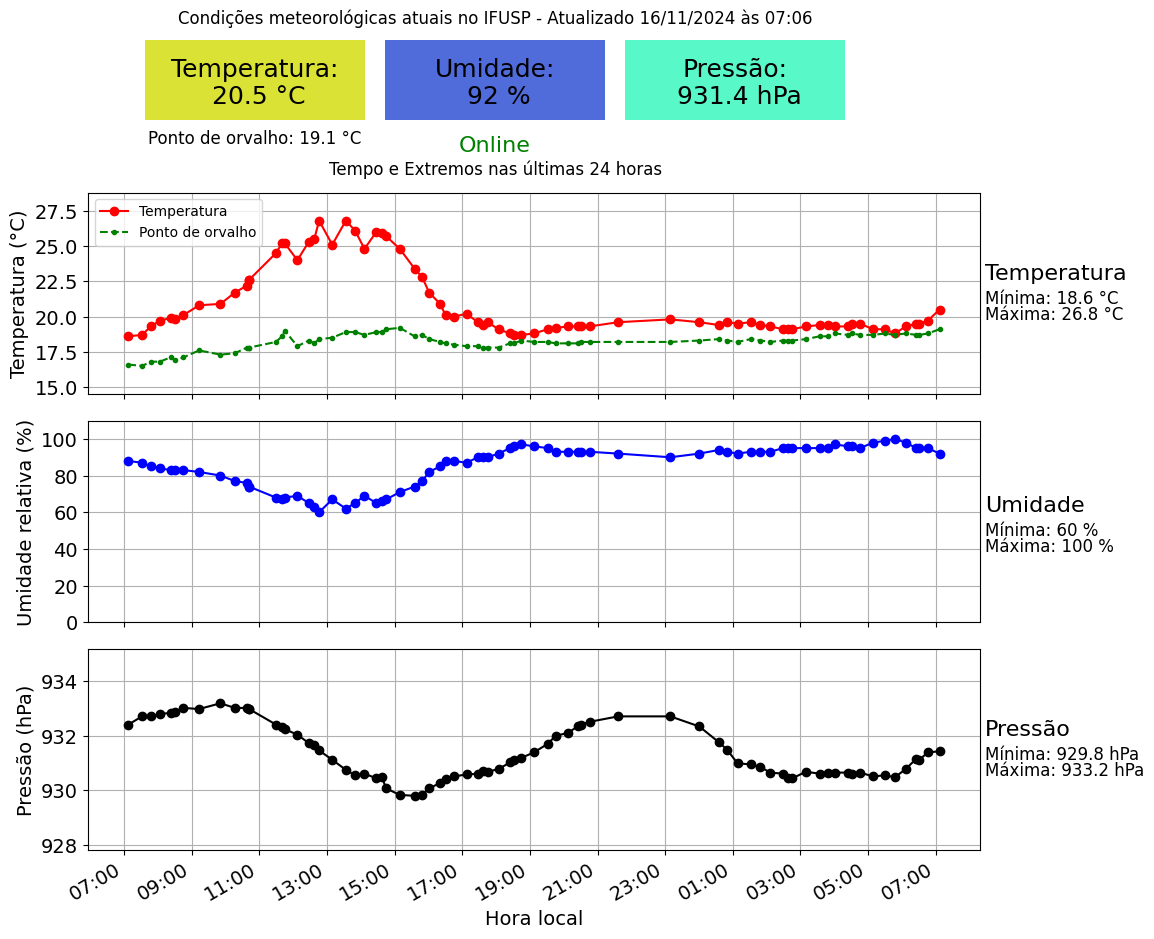 Condições meteorológicas atuais no IFUSP - Atualizado 16/11/2024 às 07:06
Temperatura:
20.5 °C
Umidade:
92 %
Pressão:
931.4 hPa
Ponto de orvalho: 19.1 °C
Online
Tempo e Extremos nas últimas 24 horas
Temperatura (°C)
27.5
25.0
22.5
20.0
17.5
15.0
Temperatura
Ponto de orvalho
Temperatura
Mínima: 18.6 °C
Máxima: 26.8 °C
Umidade relativa (%)
100
80
60
40
20
0
Umidade
Mínima: 60 %
Máxima: 100 %
Pressão (hPa)
934
932
930
928
Pressão
Mínima: 929.8 hPa
Máxima: 933.2 hPa
07:00
09:00
11:00
13:00
15:00
17:00
19:00
21:00
23:00
01:00
03:00
05:00
07:00
Hora local